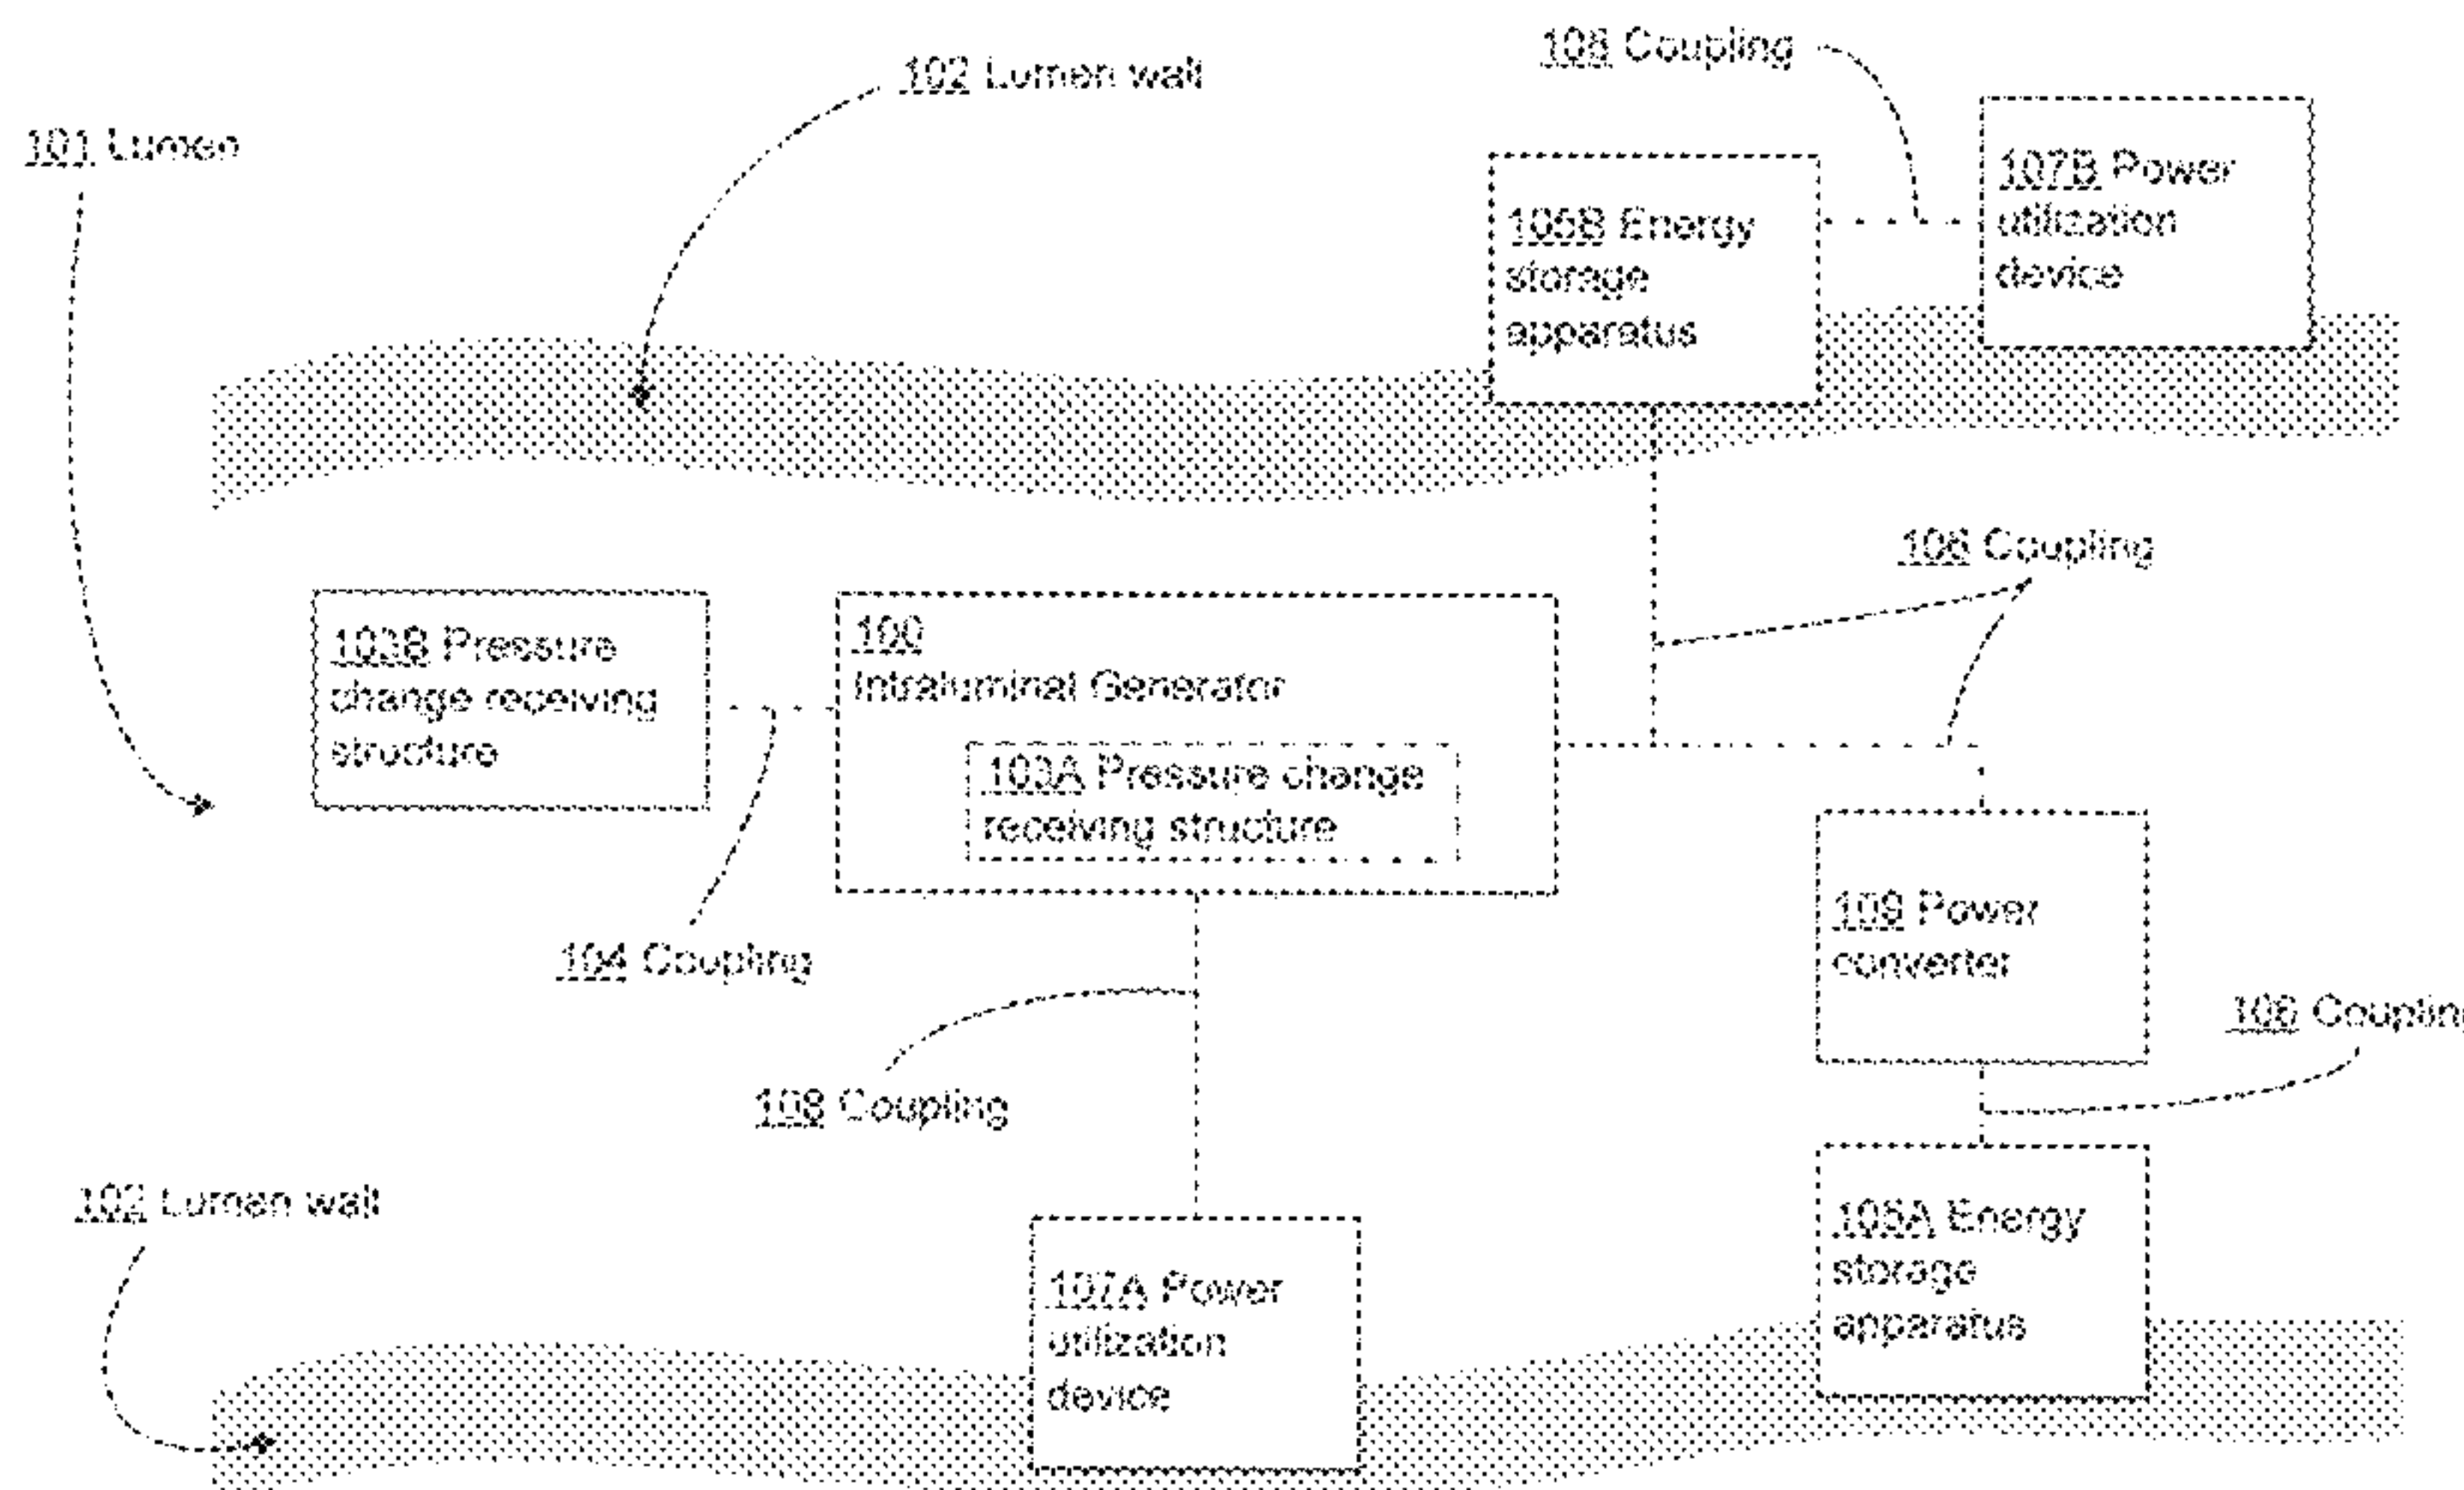 108 Coupling
102 Lumen wall
101 Lumen
107B Power
utilization
device
105B Energy
storage
apparatus
106 Coupling
103B Pressure
change receiving
structure
100
Intraluminal Generator
103A Pressure change
receiving structure
104 Coupling
109 Power
converter
106 Coupling
108 Coupling
102 Lumen wall
105A Energy
storage
apparatus
107A Power
utilization
device